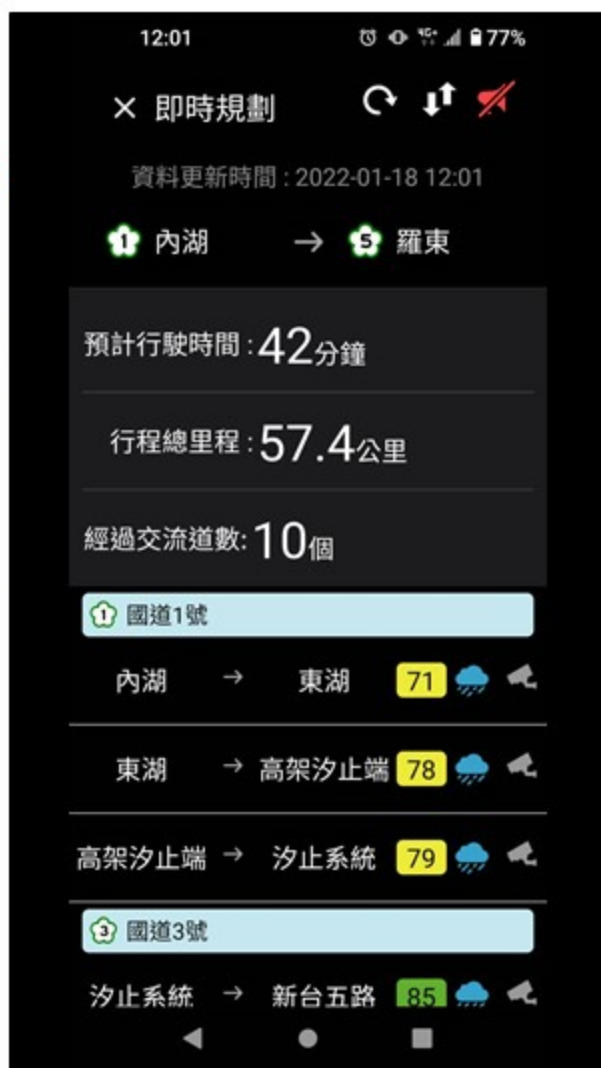 12:01 4G+ 77%
× 即時規劃
資料更新時間 : 2022-01-18 12:01
1 內湖 → 5 羅東
預計行駛時間 : 42分鐘
行程總里程 : 57.4公里
經過交流道數: 10個
1 國道1號
內湖 → 東湖 71
東湖 → 高架汐止端 78
高架汐止端 → 汐止系統 79
3 國道3號
汐止系統 → 新台五路 85